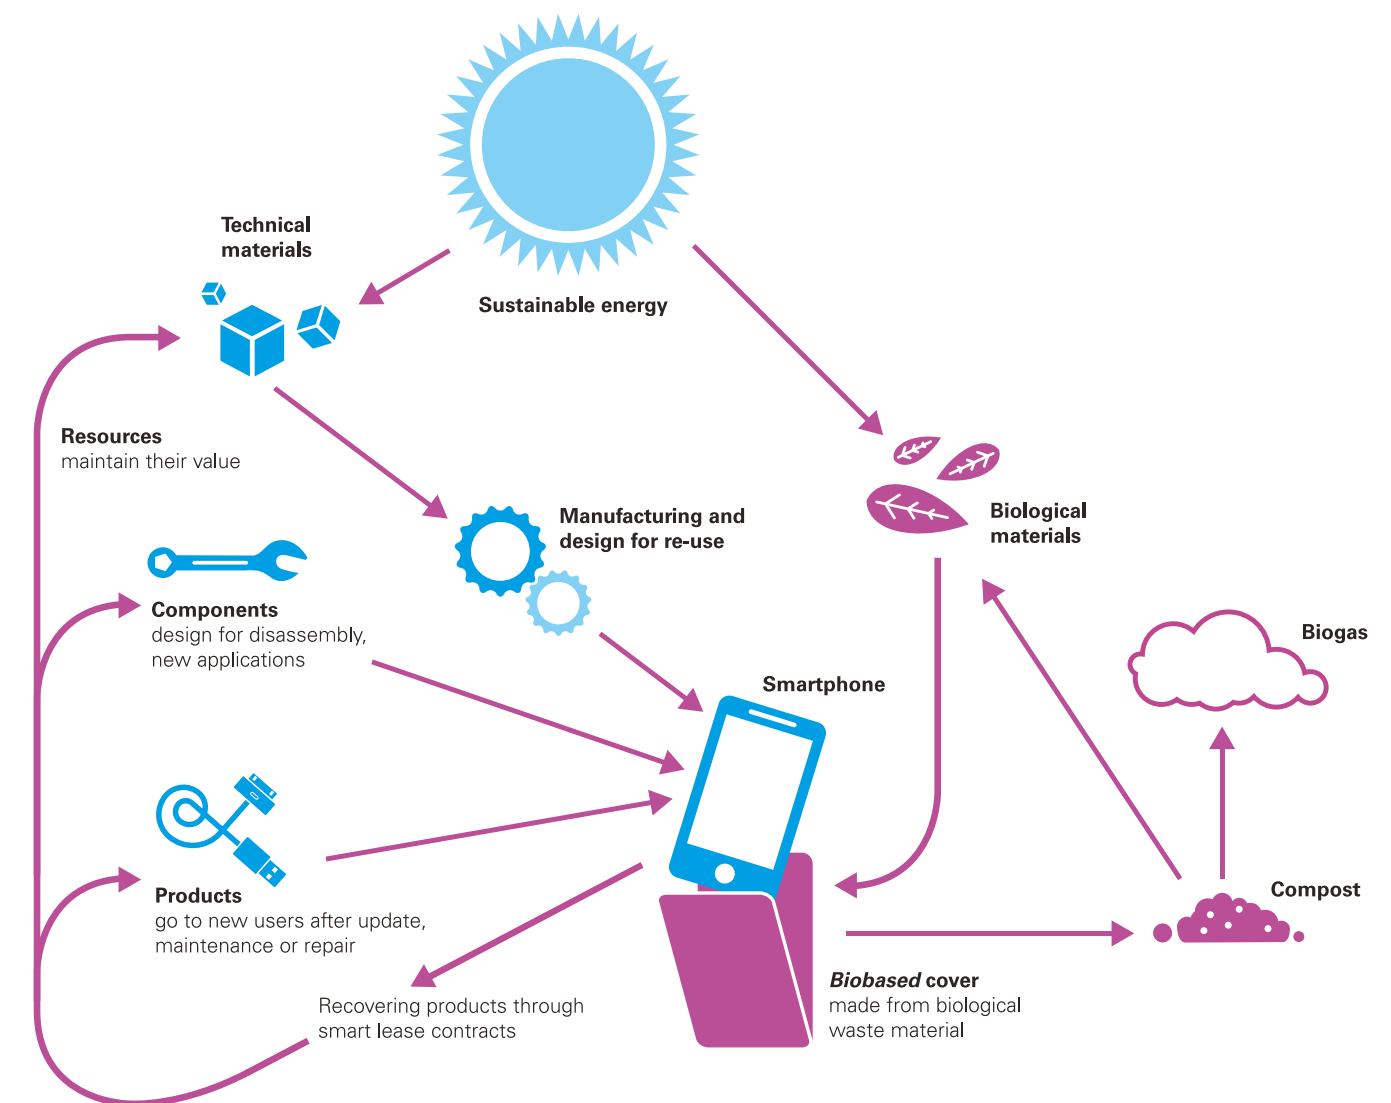 Technical
materials
Sustainable energy
Resources
maintain their value
Manufacturing and
design for re-use
Biological
materials
Components
design for disassembly,
new applications
Biogas
Smartphone
Products
go to new users after update,
maintenance or repair
Compost
Biobased cover
made from biological
waste material
Recovering products through
smart lease contracts